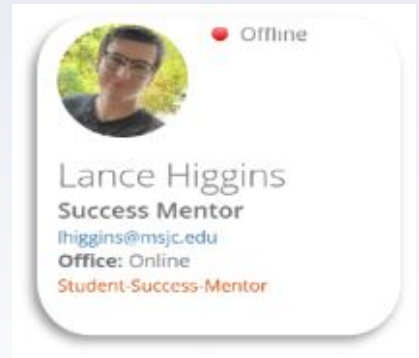 Offline
Lance Higgins
Success Mentor
lhiggins@msjc.edu
Office: Online
Student-Success-Mentor